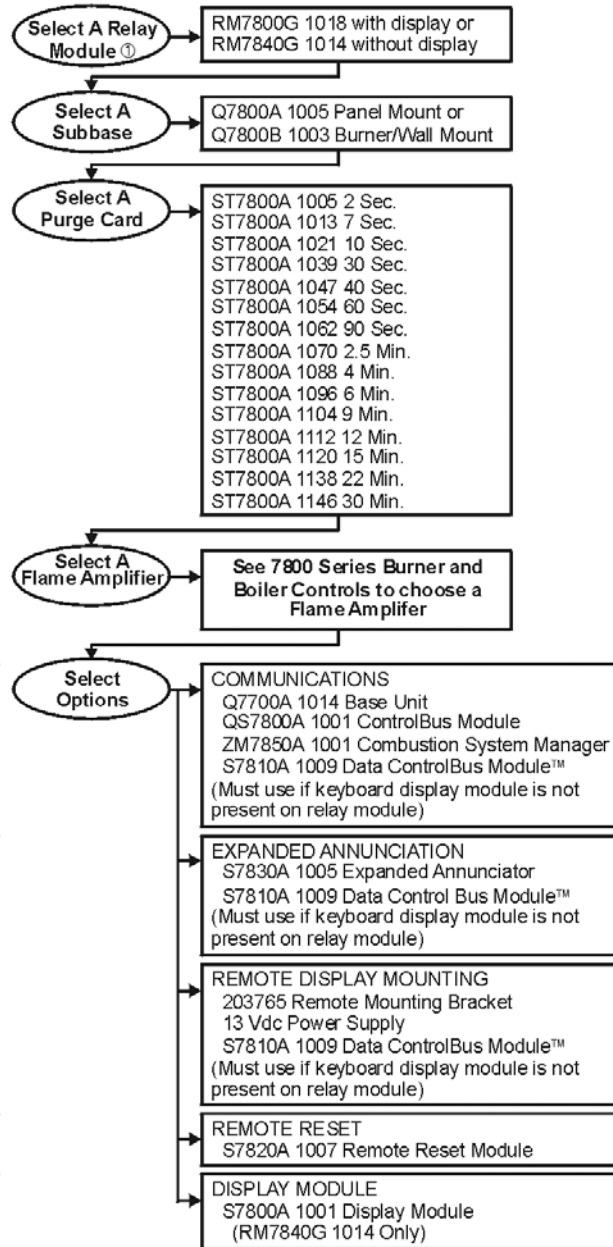 Select A Relay
Module ①
RM7800G 1018 with display or
RM7840G 1014 without display
Select A
Subbase
Q7800A 1005 Panel Mount or
Q7800B 1003 Burner/Wall Mount
Select A
Purge Card
ST7800A 1005 2 Sec.
ST7800A 1013 7 Sec.
ST7800A 1021 10 Sec.
ST7800A 1039 30 Sec.
ST7800A 1047 40 Sec.
ST7800A 1054 60 Sec.
ST7800A 1062 90 Sec.
ST7800A 1070 2.5 Min.
ST7800A 1088 4 Min.
ST7800A 1096 6 Min.
ST7800A 1104 9 Min.
ST7800A 1112 12 Min.
ST7800A 1120 15 Min.
ST7800A 1138 22 Min.
ST7800A 1146 30 Min.
Select A
Flame Amplifier
See 7800 Series Burner and
Boiler Controls to choose a
Flame Amplifer
Select
Options
COMMUNICATIONS
Q7700A 1014 Base Unit
QS7800A 1001 ControlBus Module
ZM7850A 1001 Combustion System Manager
S7810A 1009 Data ControlBus Module™
(Must use if keyboard display module is not
present on relay module)
EXPANDED ANNUNCIATION
S7830A 1005 Expanded Annunciator
S7810A 1009 Data Control Bus Module™
(Must use if keyboard display module is not
present on relay module)
REMOTE DISPLAY MOUNTING
203765 Remote Mounting Bracket
13 Vdc Power Supply
S7810A 1009 Data ControlBus Module™
(Must use if keyboard display module is not
present on relay module)
REMOTE RESET
S7820A 1007 Remote Reset Module
DISPLAY MODULE
S7800A 1001 Display Module
(RM7840G 1014 Only)